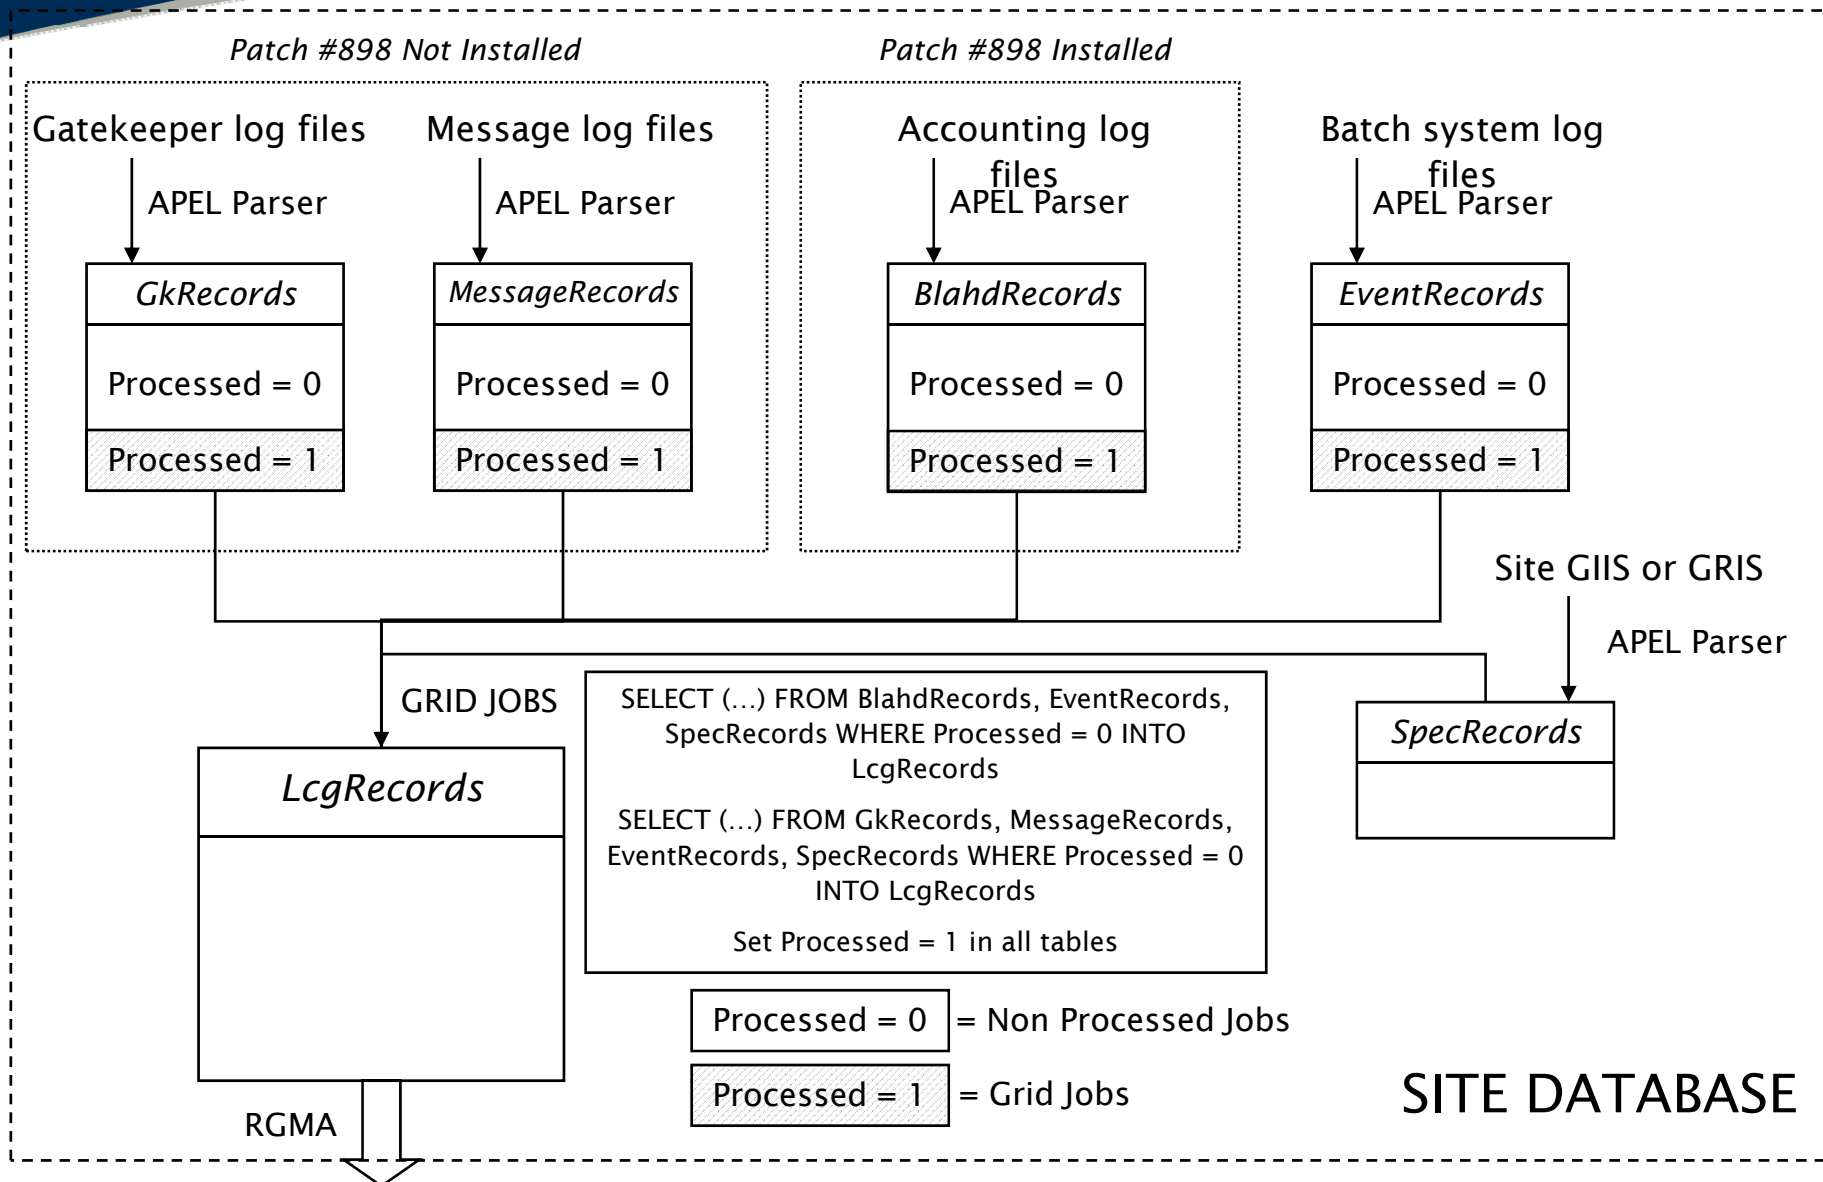 Patch #898 Not Installed
Patch #898 Installed
Gatekeeper log files
Message log files
Accounting log
files
Batch system log
files
APEL Parser
APEL Parser
APEL Parser
APEL Parser
GkRecords
MessageRecords
BlahdRecords
EventRecords
Processed = 0
Processed = 0
Processed = 0
Processed = 0
Processed = 1
Processed = 1
Processed = 1
Processed = 1
Site GIIS or GRIS
APEL Parser
GRID JOBS
SELECT (…) FROM BlahdRecords, EventRecords,
SpecRecords WHERE Processed = 0 INTO
LcgRecords
SELECT (…) FROM GkRecords, MessageRecords,
EventRecords, SpecRecords WHERE Processed = 0
INTO LcgRecords
Set Processed = 1 in all tables
SpecRecords
LcgRecords
Processed = 0 = Non Processed Jobs
Processed = 1 = Grid Jobs
SITE DATABASE
RGMA